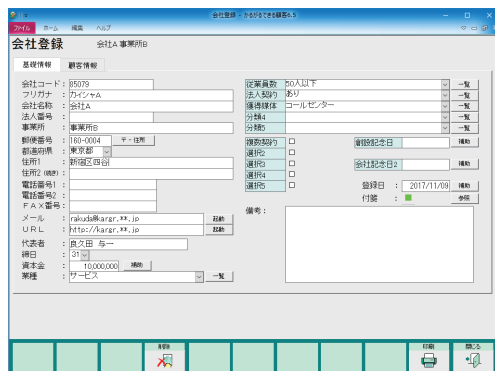 会社登録 - かるがるできる顧客6.5
ファイル ホーム 編集 ヘルプ
会社登録 会社A 事業所B
基礎情報 顧客情報
会社コード : 85079
フリガナ : カイシャA
会社名称 : 会社A
法人番号 :
事業所 : 事業所B
郵便番号 : 160-0004 〒・住所
都道府県 : 東京都
住所1 : 新宿区四谷
住所2 (続き) :
電話番号1 :
電話番号2 :
FAX番号 :
メール : rakuda@kargr.**.jp 起動
URL : http://kargr.**.jp 起動
代表者 : 良久田 与一
締日 : 31
資本金 : 10,000,000 補助
業種 : サービス 一覧
従業員数 50人以下 一覧
法人契約 あり 一覧
獲得媒体 コールセンター 一覧
分類4 一覧
分類5 一覧
複数契約 創設記念日 補助
選択2
選択3 会社記念日2 補助
選択4
選択5 登録日 : 2017/11/09 補助
付箋 : 参照
備考 :
削除 印刷 閉じる